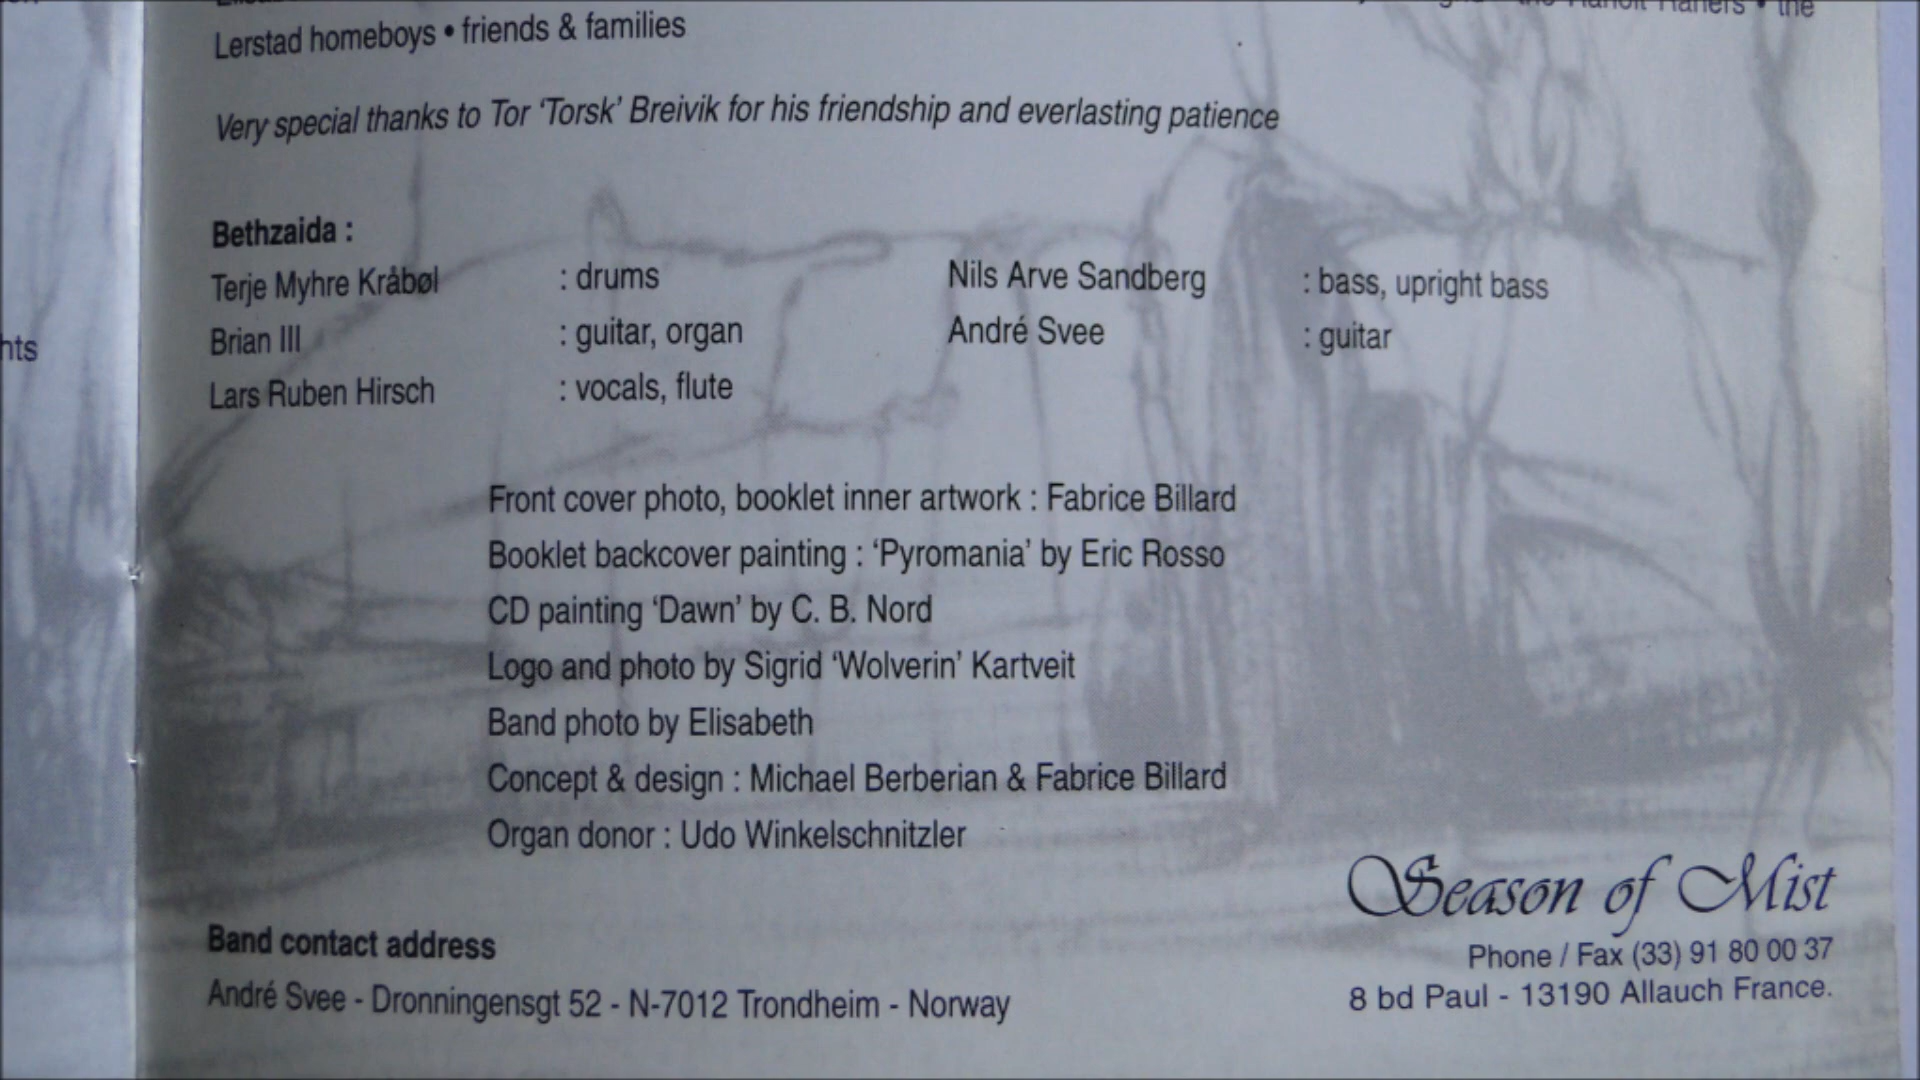 the
Lerstad homeboys • friends & families
Very special thanks to Tor ‘Torsk’ Breivik for his friendship and everlasting patience
Bethzaida :
Terje Myhre Kråbøl : drums Nils Arve Sandberg : bass, upright bass
Brian III : guitar, organ André Svee : guitar
Lars Ruben Hirsch : vocals, flute
hts
Front cover photo, booklet inner artwork : Fabrice Billard
Booklet backcover painting : ‘Pyromania’ by Eric Rosso
CD painting ‘Dawn’ by C. B. Nord
Logo and photo by Sigrid ‘Wolverin’ Kartveit
Band photo by Elisabeth
Concept & design : Michael Berberian & Fabrice Billard
Organ donor : Udo Winkelschnitzler
Season of Mist
Phone / Fax (33) 91 80 00 37
8 bd Paul - 13190 Allauch France.
Band contact address
André Svee - Dronningensgt 52 - N-7012 Trondheim - Norway